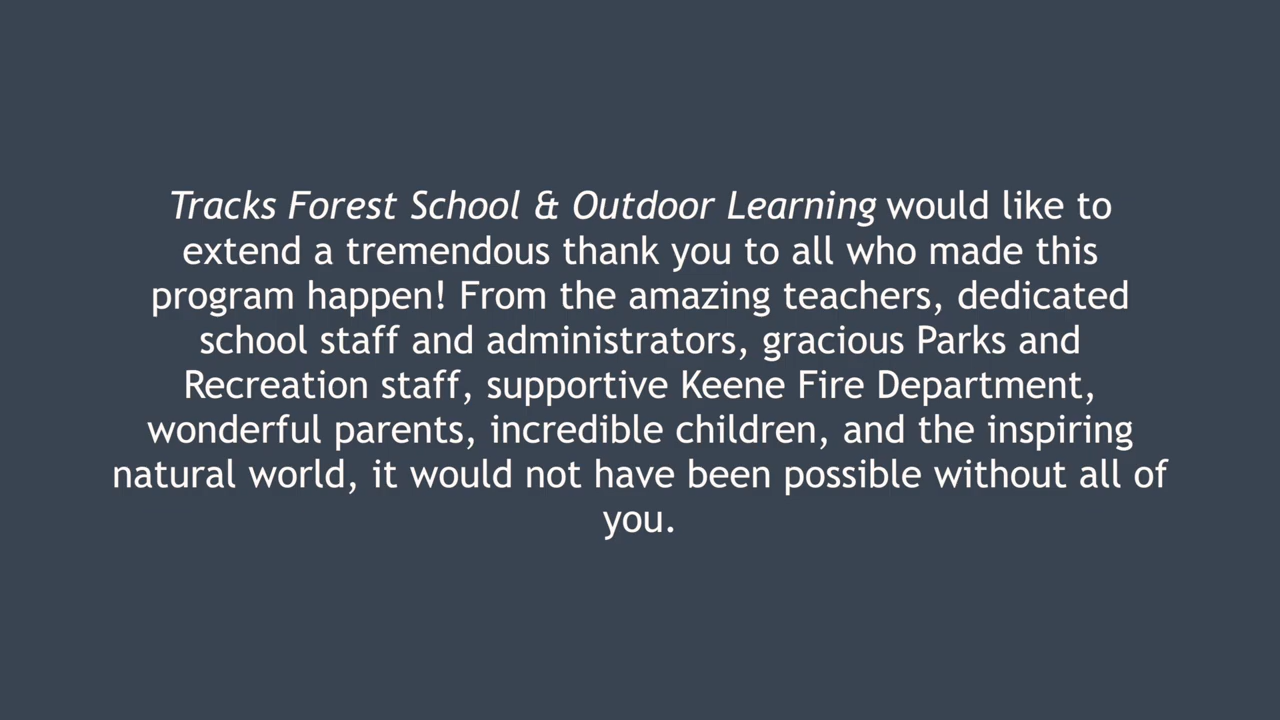 Tracks Forest School & Outdoor Learning would like to
extend a tremendous thank you to all who made this
program happen! From the amazing teachers, dedicated
school staff and administrators, gracious Parks and
Recreation staff, supportive Keene Fire Department,
wonderful parents, incredible children, and the inspiring
natural world, it would not have been possible without all of
you.